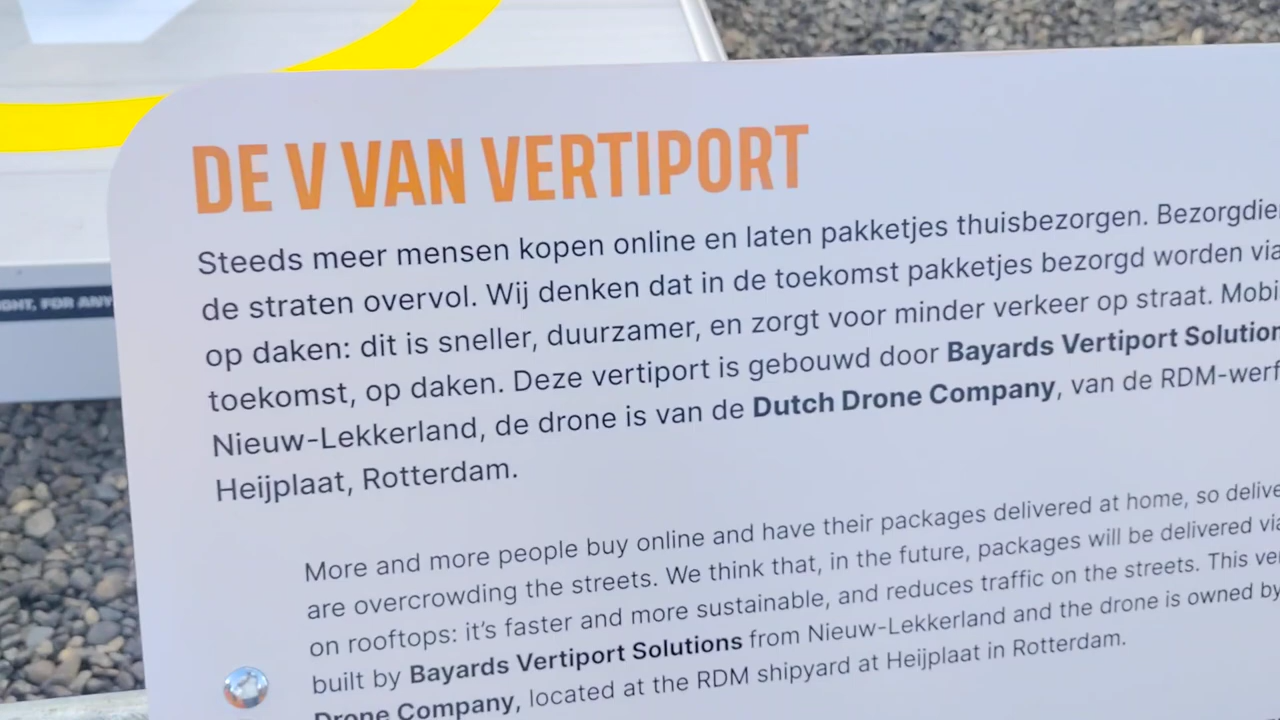 DE V VAN VERTIPORT
Steeds meer mensen kopen online en laten pakketjes thuisbezorgen. Bezorgdie
de straten overvol. Wij denken dat in de toekomst pakketjes bezorgd worden via
op daken: dit is sneller, duurzamer, en zorgt voor minder verkeer op straat. Mobi
toekomst, op daken. Deze vertiport is gebouwd door Bayards Vertiport Solution
Nieuw-Lekkerland, de drone is van de Dutch Drone Company, van de RDM-werf
Heijplaat, Rotterdam.
GHT, FOR ANY
More and more people buy online and have their packages delivered at home, so delive
are overcrowding the streets. We think that, in the future, packages will be delivered via
on rooftops: it's faster and more sustainable, and reduces traffic on the streets. This ver
built by Bayards Vertiport Solutions from Nieuw-Lekkerland and the drone is owned by
Drone Company, located at the RDM shipyard at Heijplaat in Rotterdam.